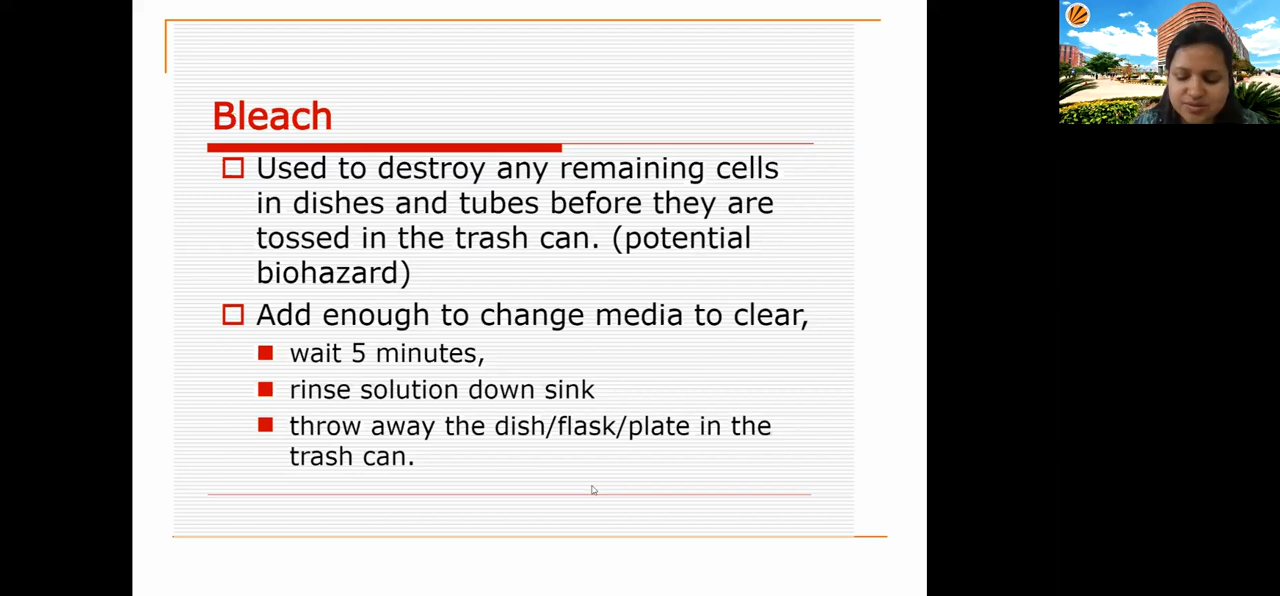 Bleach
Used to destroy any remaining cells
in dishes and tubes before they are
tossed in the trash can. (potential
biohazard)
Add enough to change media to clear,
wait 5 minutes,
rinse solution down sink
throw away the dish/flask/plate in the
trash can.